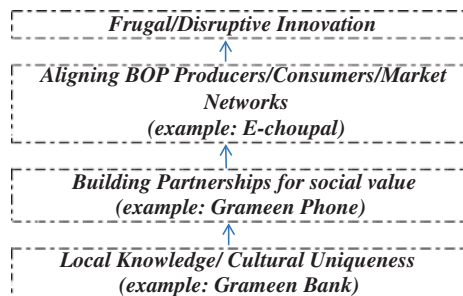 Frugal/Disruptive Innovation
Aligning BOP Producers/Consumers/Market
Networks
(example: E-choupal)
Building Partnerships for social value
(example: Grameen Phone)
Local Knowledge/ Cultural Uniqueness
(example: Grameen Bank)